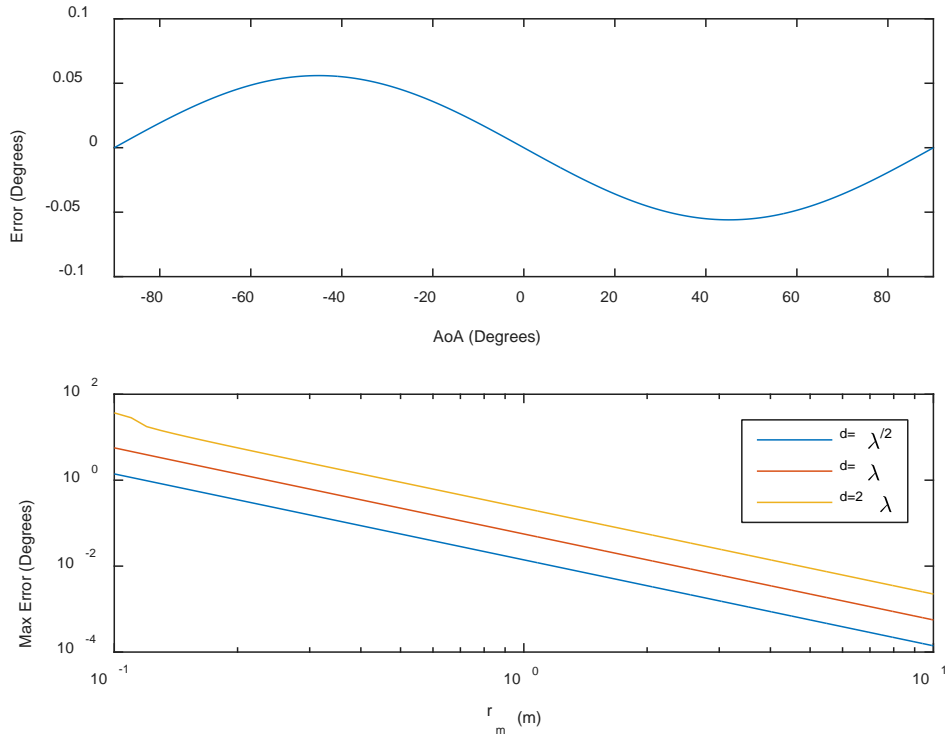 0.1
0.05
0
-0.05
-0.1
Error (Degrees)
-80 -60 -40 -20 0 20 40 60 80
AoA (Degrees)
10 2
10 0
10 -2
10 -4
Max Error (Degrees)
d= λ/2
d= λ
d=2 λ
10 -1 10 0 10 1
r m (m)